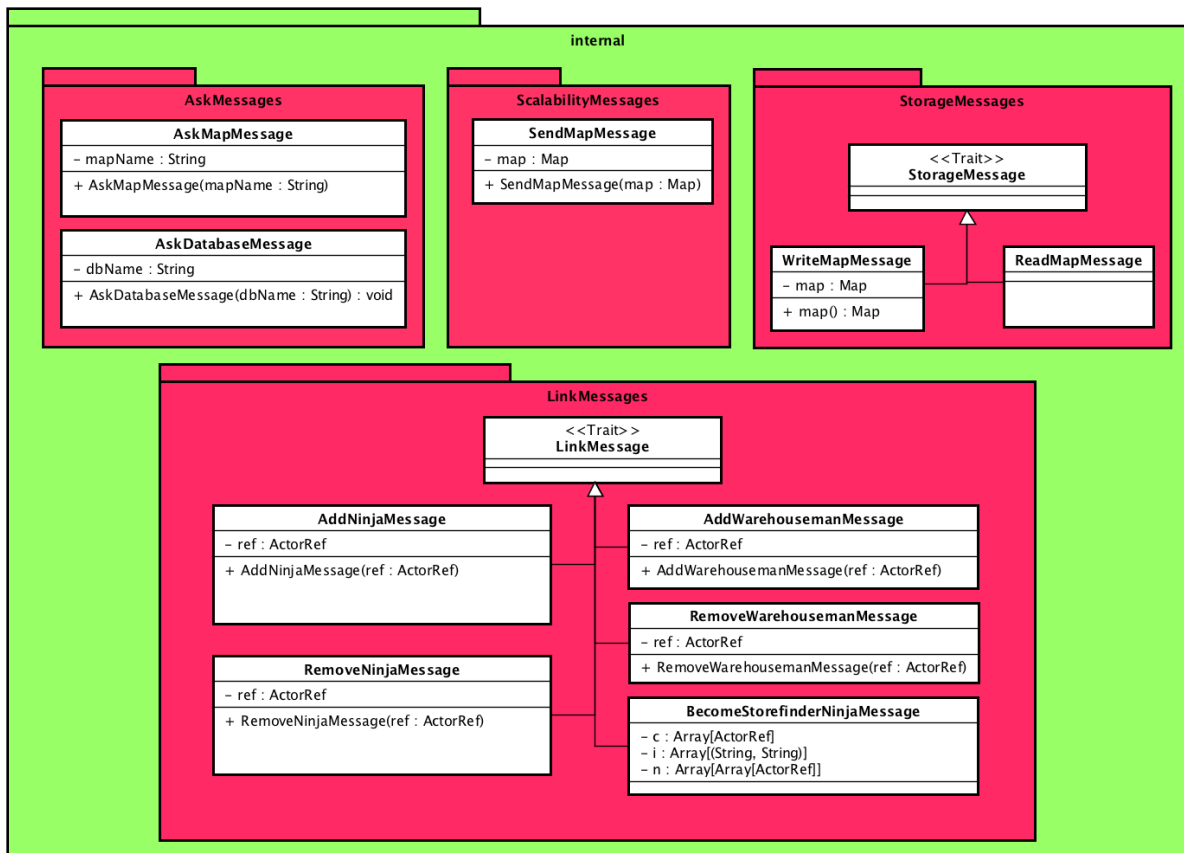 internal
AskMessages
AskMapMessage
– mapName : String
+ AskMapMessage(mapName : String)
AskDatabaseMessage
– dbName : String
+ AskDatabaseMessage(dbName : String) : void
ScalabilityMessages
SendMapMessage
– map : Map
+ SendMapMessage(map : Map)
StorageMessages
<<Trait>>
StorageMessage
WriteMapMessage
– map : Map
+ map() : Map
ReadMapMessage
LinkMessages
<<Trait>>
LinkMessage
AddNinjaMessage
– ref : ActorRef
+ AddNinjaMessage(ref : ActorRef)
RemoveNinjaMessage
– ref : ActorRef
+ RemoveNinjaMessage(ref : ActorRef)
AddWarehousemanMessage
– ref : ActorRef
+ AddWarehousemanMessage(ref : ActorRef)
RemoveWarehousemanMessage
– ref : ActorRef
+ RemoveWarehousemanMessage(ref : ActorRef)
BecomeStorefinderNinjaMessage
– c : Array[ActorRef]
– i : Array[(String, String)]
– n : Array[Array[ActorRef]]